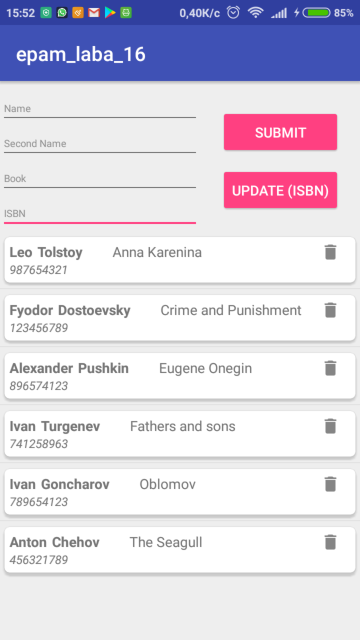 15:52 0,40K/c 85%
epam_laba_16
Name
SUBMIT
Second Name
Book
UPDATE (ISBN)
ISBN
Leo Tolstoy Anna Karenina
987654321
Fyodor Dostoevsky Crime and Punishment
123456789
Alexander Pushkin Eugene Onegin
896574123
Ivan Turgenev Fathers and sons
741258963
Ivan Goncharov Oblomov
789654123
Anton Chehov The Seagull
456321789